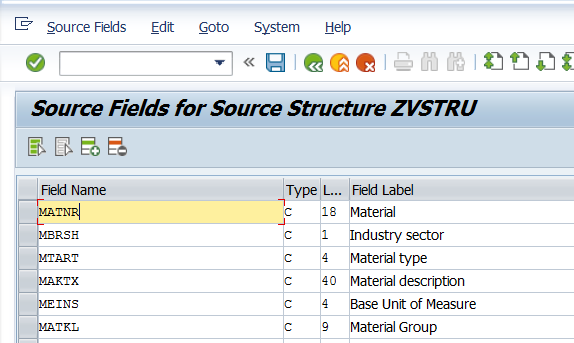 Source Fields Edit Goto System Help
Source Fields for Source Structure ZVSTRU
Field Name Type L... Field Label
MATNR C 18 Material
MBRSH C 1 Industry sector
MTART C 4 Material type
MAKTX C 40 Material description
MEINS C 4 Base Unit of Measure
MATKL C 9 Material Group